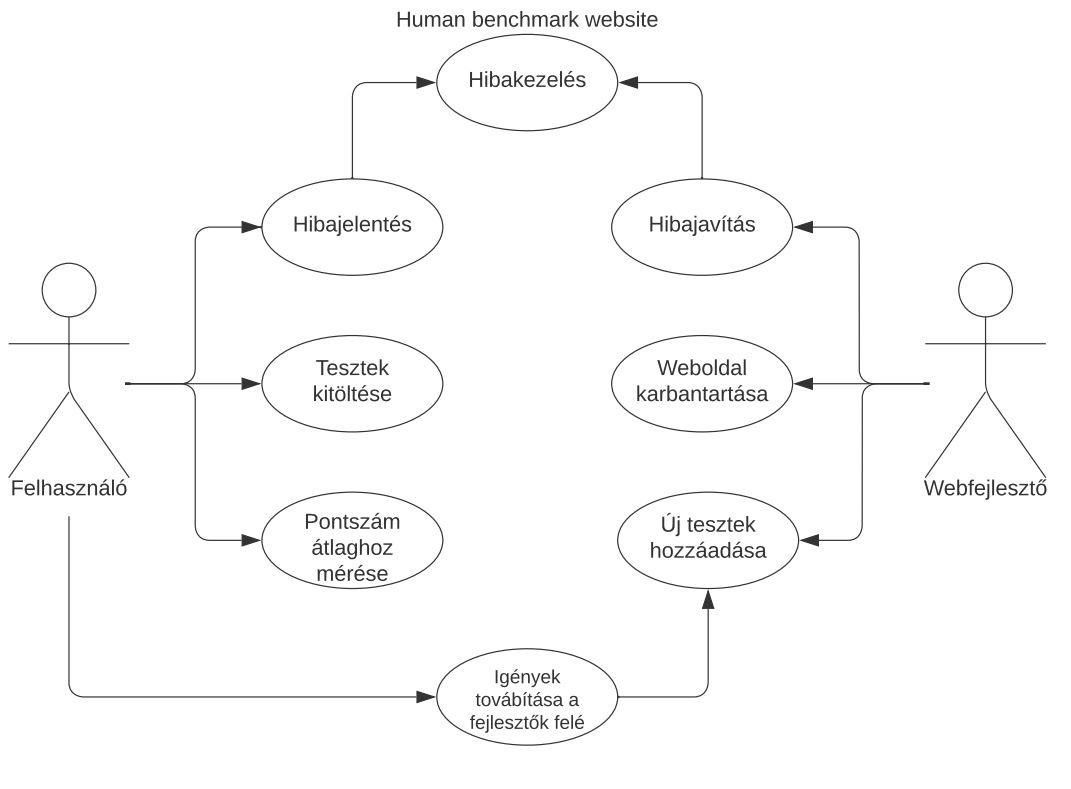 Human benchmark website
Hibakezelés
Hibajelentés
Hibajavítás
Tesztek
kitöltése
Weboldal
karbantartása
Felhasználó
Webfejlesztő
Pontszám
átlaghoz
mérése
Új tesztek
hozzáadása
Igények
továbítása a
fejlesztők felé